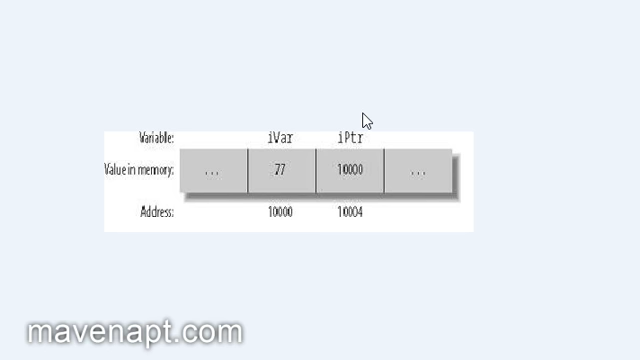 Variable: iVar iPtr
Value in memory: ... 77 10000 ...
Address: 10000 10004
mavenapt.com